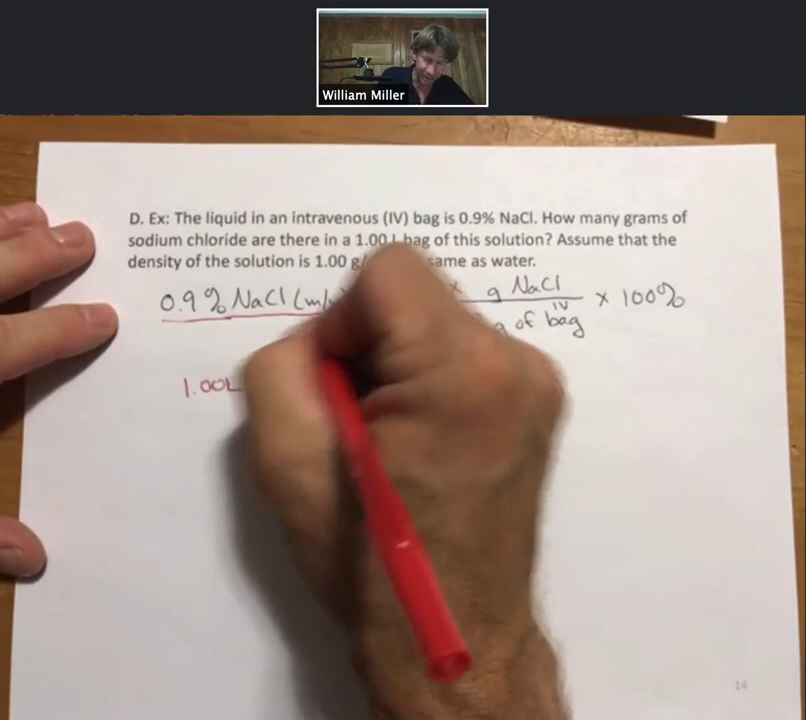 William Miller
D. Ex: The liquid in an intravenous (IV) bag is 0.9% NaCl. How many grams of
sodium chloride are there in a 1.00 L bag of this solution? Assume that the
density of the solution is 1.00 g/ same as water.
0.9% NaCl (m/ x g NaCl x 100%
g of IV bag
1.00L
14